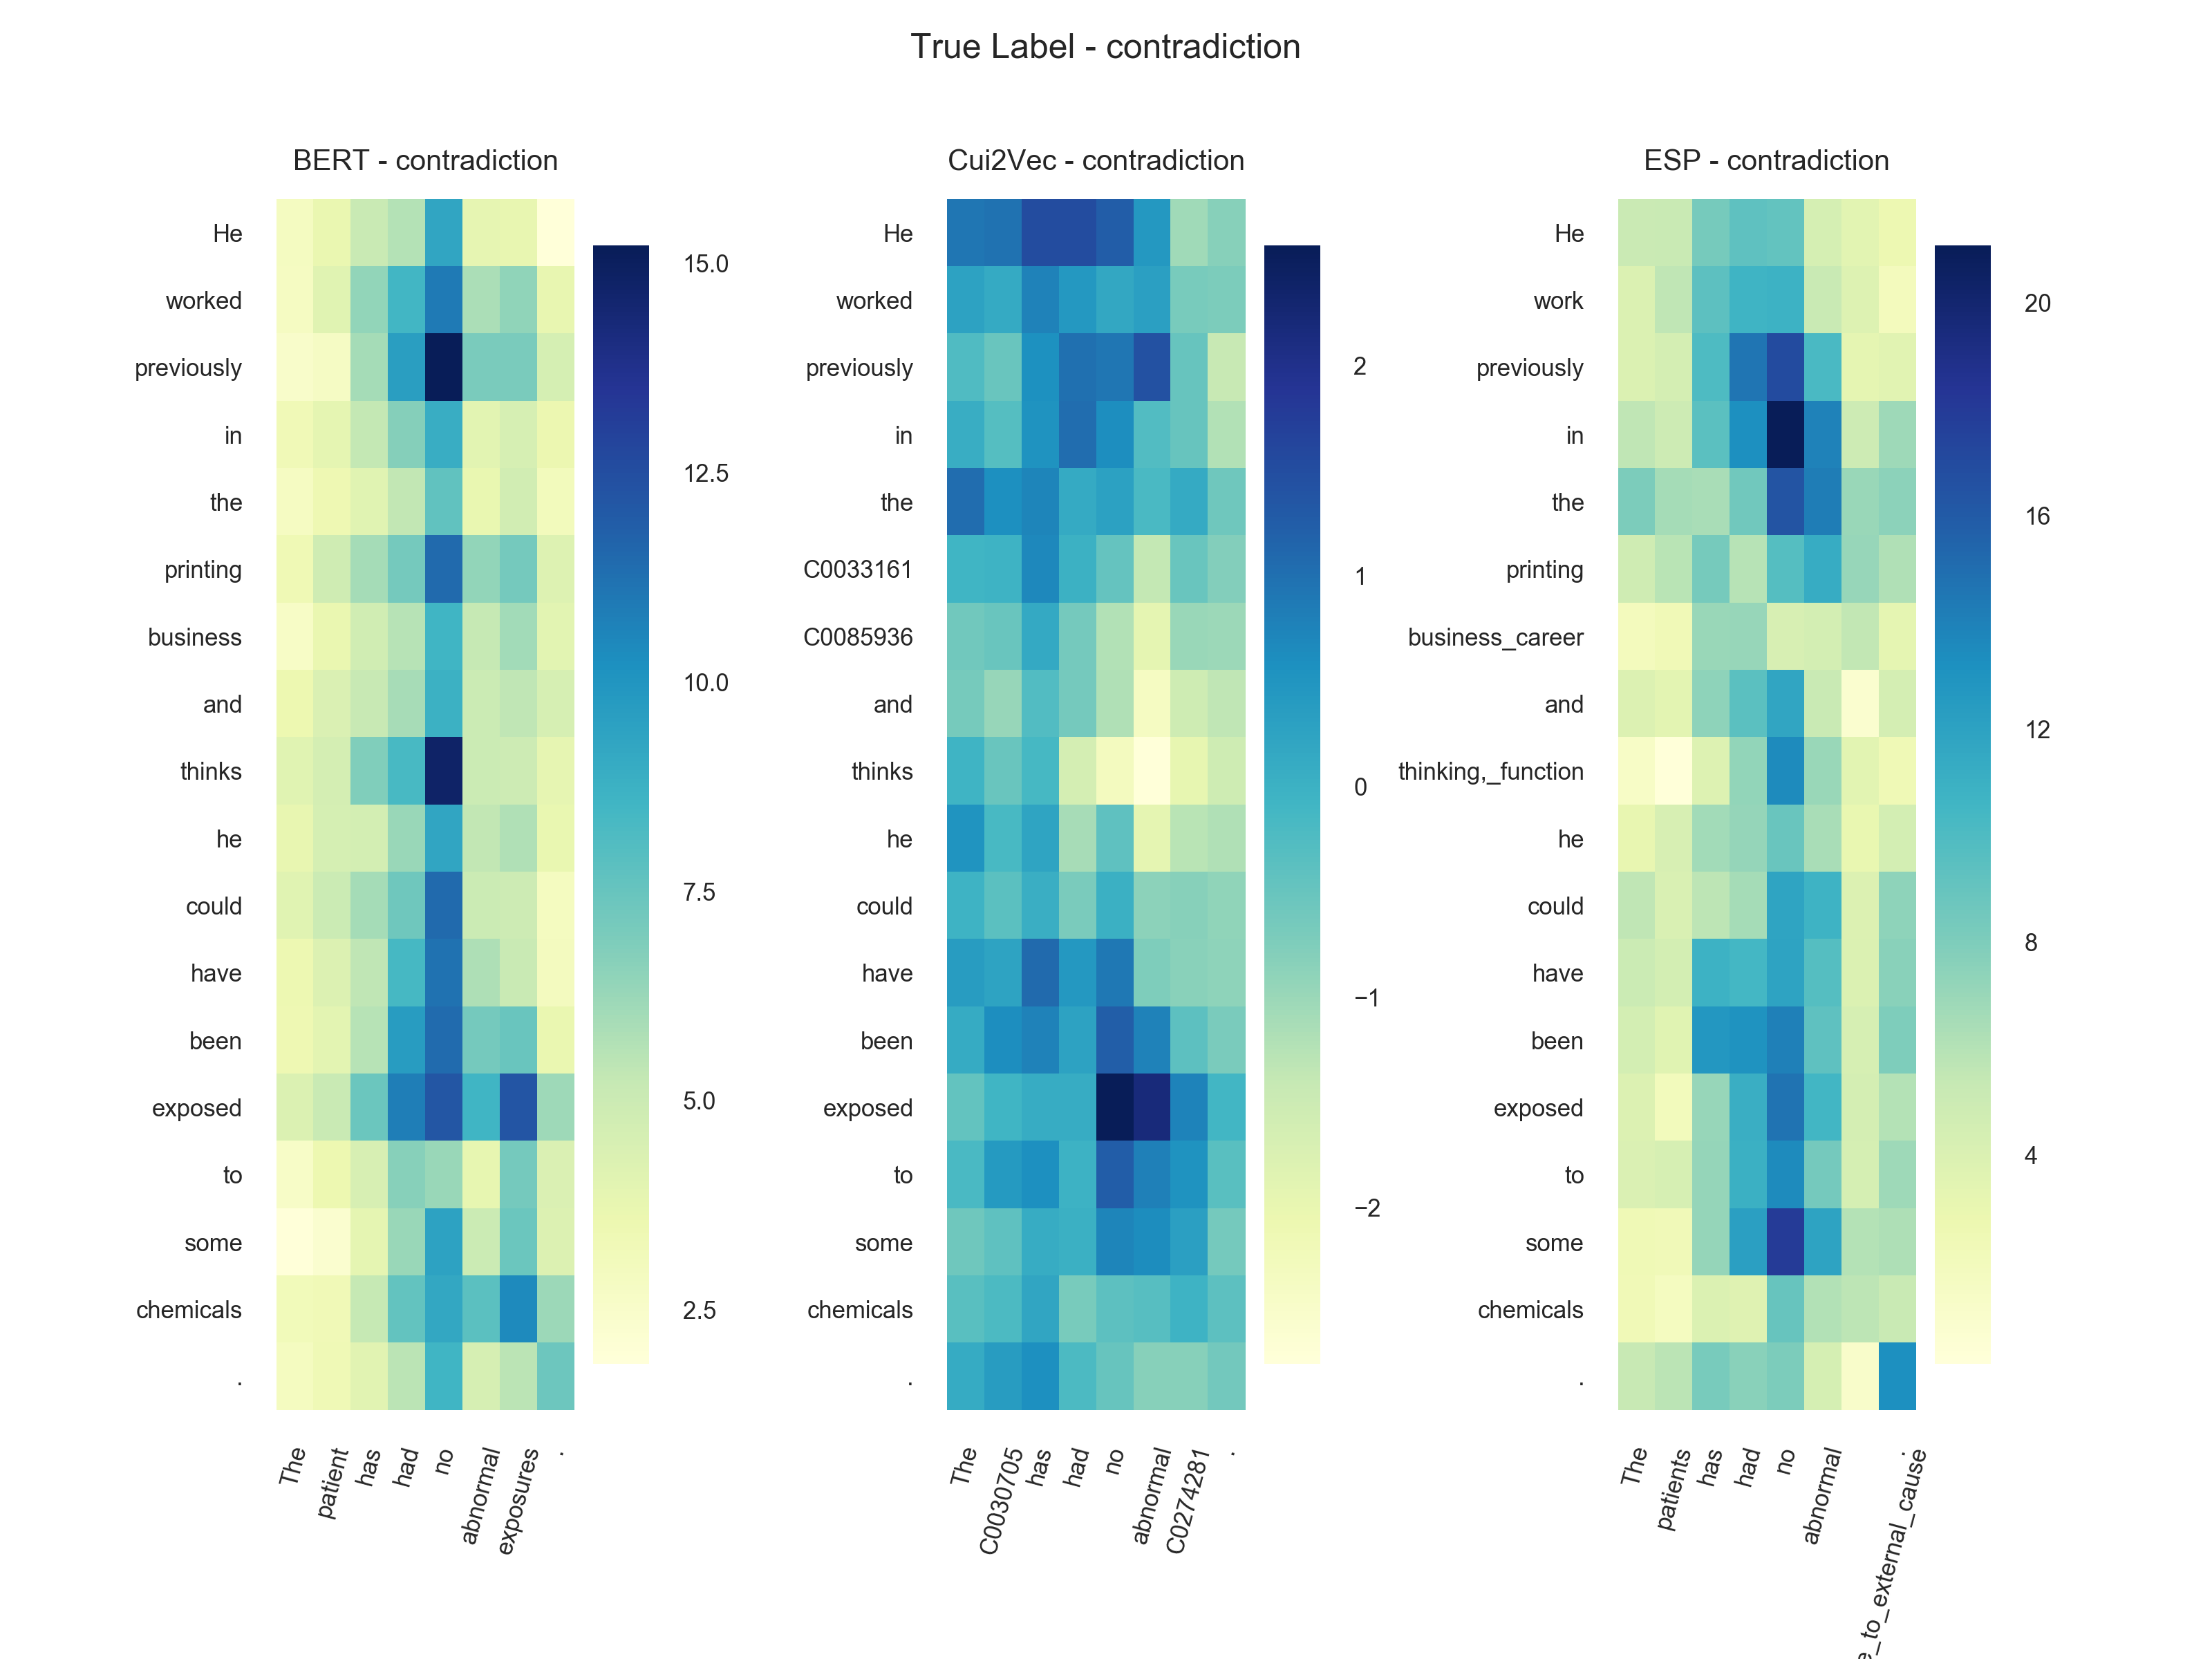 True Label - contradiction
BERT - contradiction
He
worked
previously
in
the
printing
business
and
thinks
he
could
have
been
exposed
to
some
chemicals
.
The
patient
has
had
no
abnormal
exposures
.
15.0
12.5
10.0
7.5
5.0
2.5
Cui2Vec - contradiction
He
worked
previously
in
the
C0033161
C0085936
and
thinks
he
could
have
been
exposed
to
some
chemicals
.
The
C0030705
has
had
no
abnormal
C0274281
.
2
1
0
−1
−2
ESP - contradiction
He
work
previously
in
the
printing
business_career
and
thinking,_function
he
could
have
been
exposed
to
some
chemicals
.
The
patients
has
had
no
abnormal
e_to_external_cause
.
20
16
12
8
4